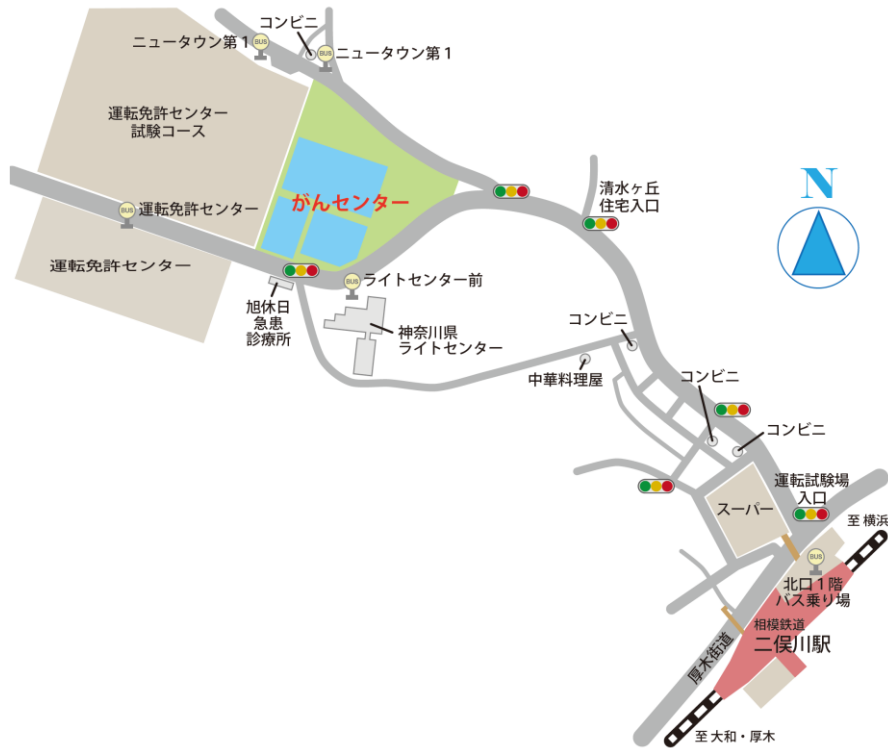 コンビニ
BUS
ニュータウン第1
BUS
ニュータウン第1
運転免許センター
試験コース
がんセンター
N
清水ヶ丘
住宅入口
BUS
運転免許センター
運転免許センター
BUS
ライトセンター前
旭休日
急患
診療所
神奈川県
ライトセンター
コンビニ
中華料理屋
コンビニ
コンビニ
運転試験場
入口
スーパー
至 横浜
BUS
北口1階
バス乗り場
相模鉄道
二俣川駅
厚木街道
至 大和・厚木